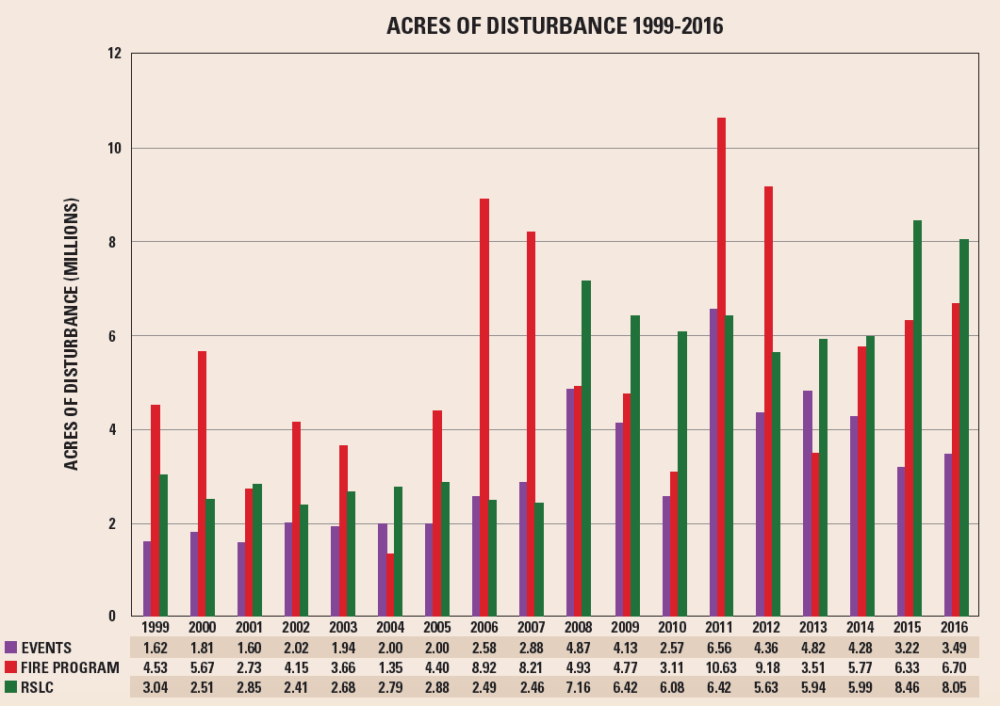 ACRES OF DISTURBANCE 1999-2016
ACRES OF DISTURBANCE (MILLIONS)
12
10
8
6
4
2
0
1999 2000 2001 2002 2003 2004 2005 2006 2007 2008 2009 2010 2011 2012 2013 2014 2015 2016
EVENTS 1.62 1.81 1.60 2.02 1.94 2.00 2.00 2.58 2.88 4.87 4.13 2.57 6.56 4.36 4.82 4.28 3.22 3.49
FIRE PROGRAM 4.53 5.67 2.73 4.15 3.66 1.35 4.40 8.92 8.21 4.93 4.77 3.11 10.63 9.18 3.51 5.77 6.33 6.70
RSLC 3.04 2.51 2.85 2.41 2.68 2.79 2.88 2.49 2.46 7.16 6.42 6.08 6.42 5.63 5.94 5.99 8.46 8.05